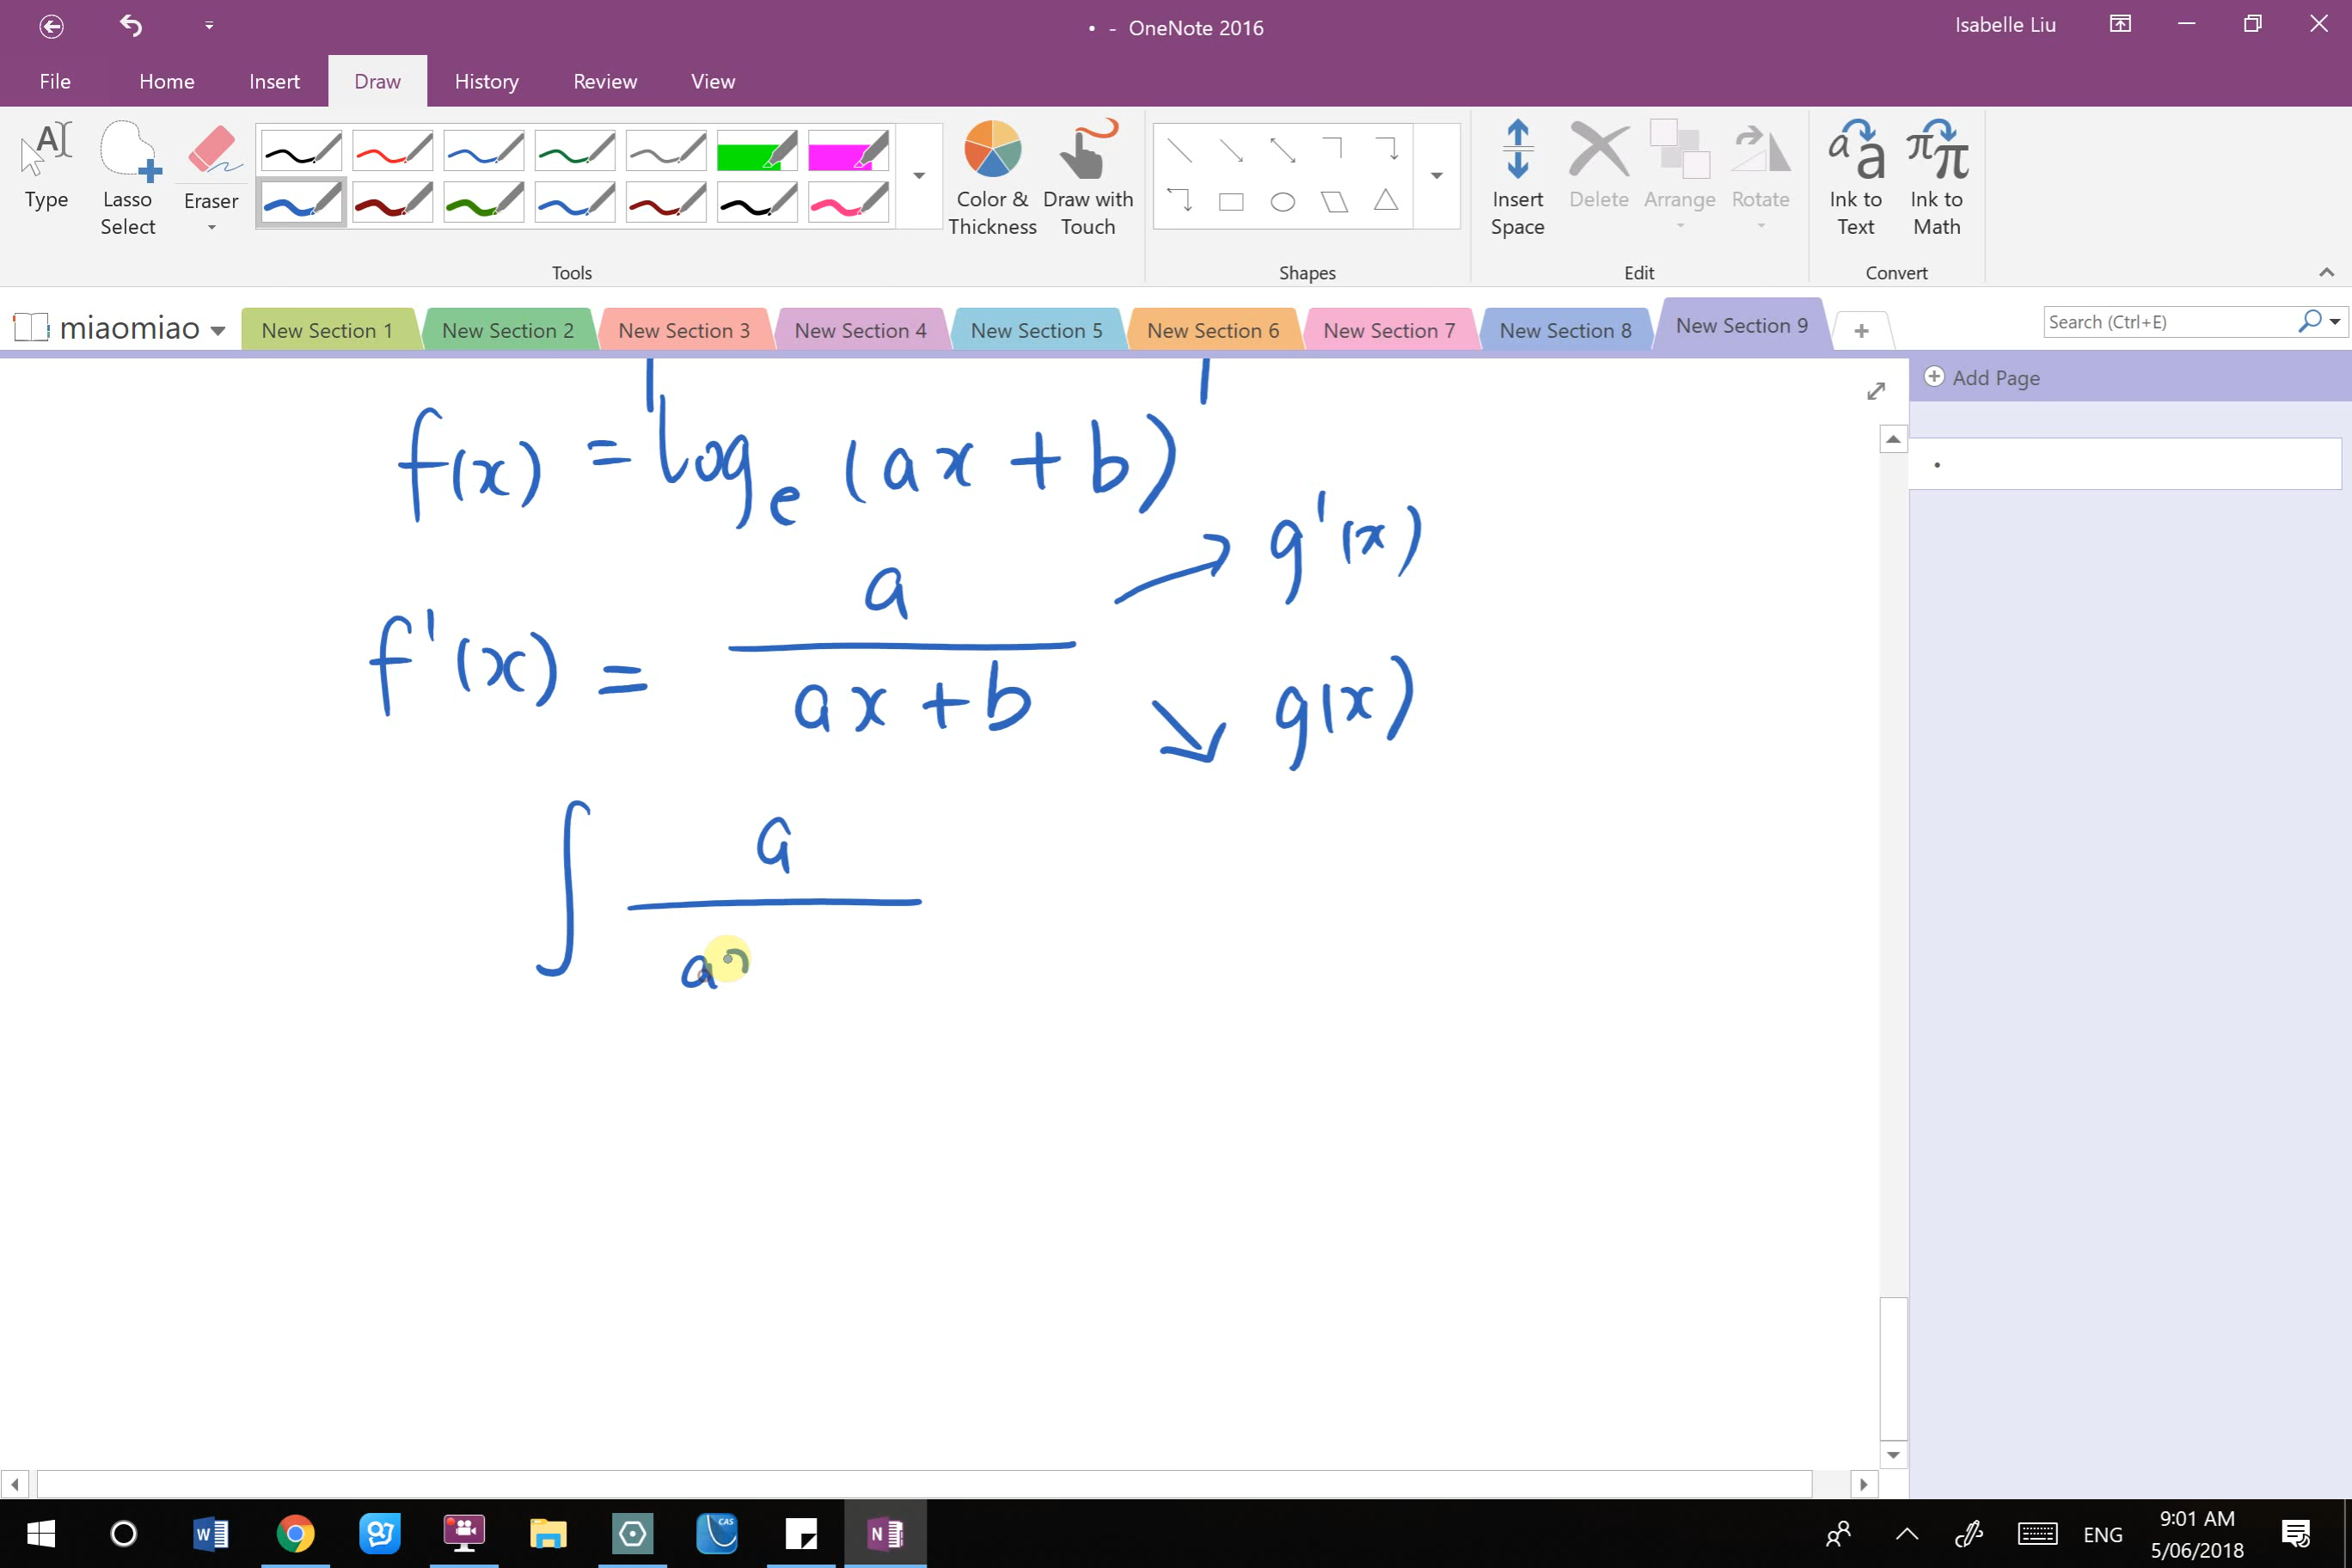 • - OneNote 2016
Isabelle Liu
File Home Insert Draw History Review View
Type
Lasso Select
Eraser
Color & Thickness
Draw with Touch
Insert Space
Delete
Arrange
Rotate
Ink to Text
Ink to Math
Tools
Shapes
Edit
Convert
miaomiao
New Section 1
New Section 2
New Section 3
New Section 4
New Section 5
New Section 6
New Section 7
New Section 8
New Section 9
Search (Ctrl+E)
Add Page
f(x) = log_e (ax + b)
f'(x) = a / (ax + b)
g'(x)
g(x)
∫ a / a
CAS
ENG
9:01 AM
5/06/2018